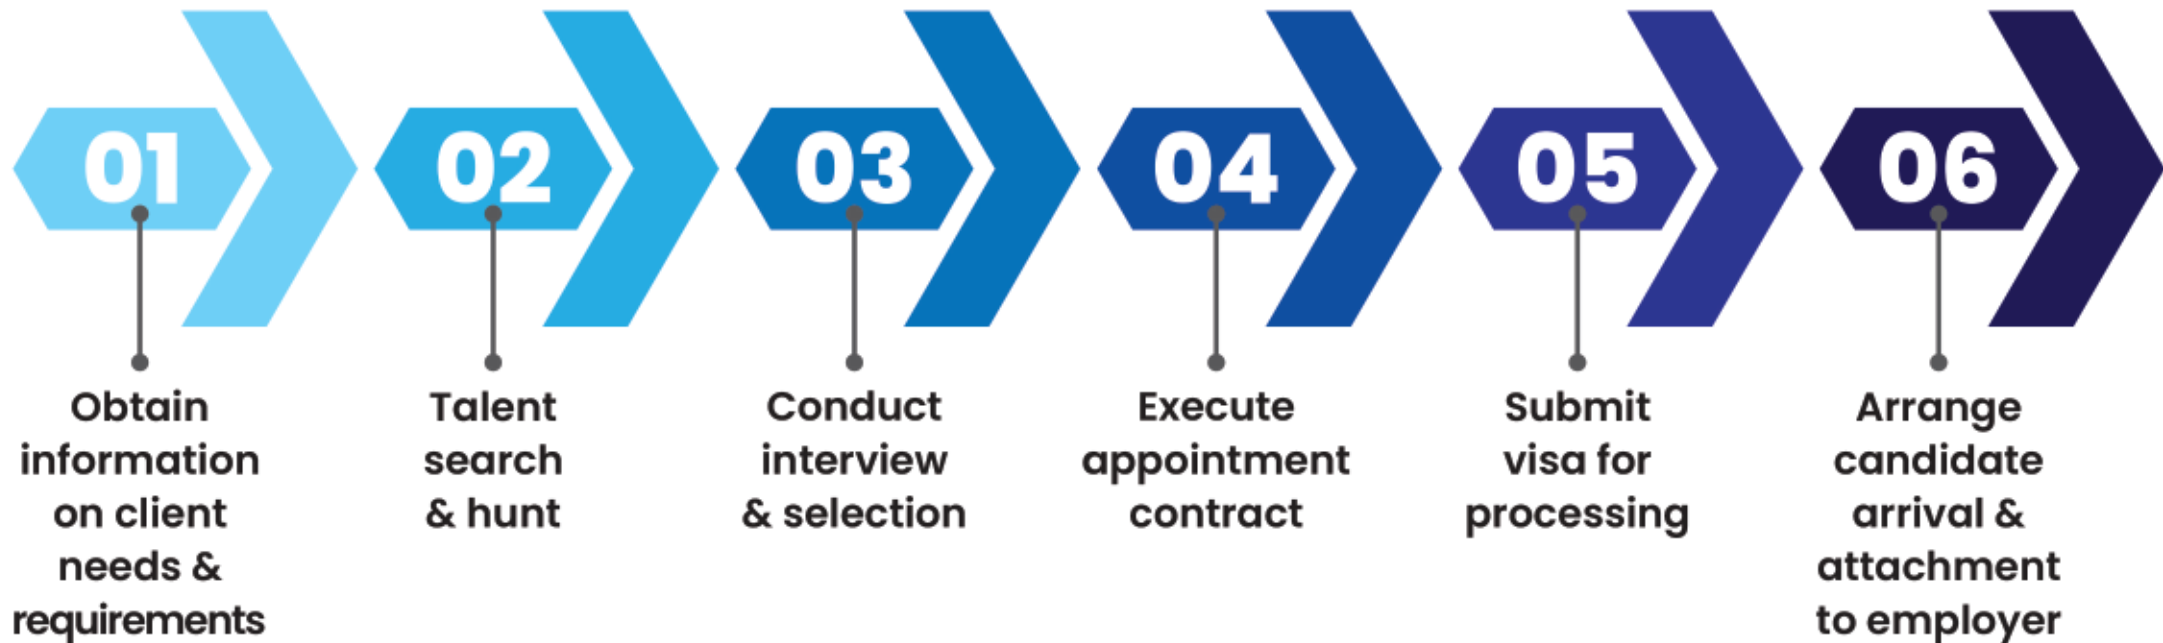 01
Obtain
information
on client
needs &
requirements
02
Talent
search
& hunt
03
Conduct
interview
& selection
04
Execute
appointment
contract
05
Submit
visa for
processing
06
Arrange
candidate
arrival &
attachment
to employer